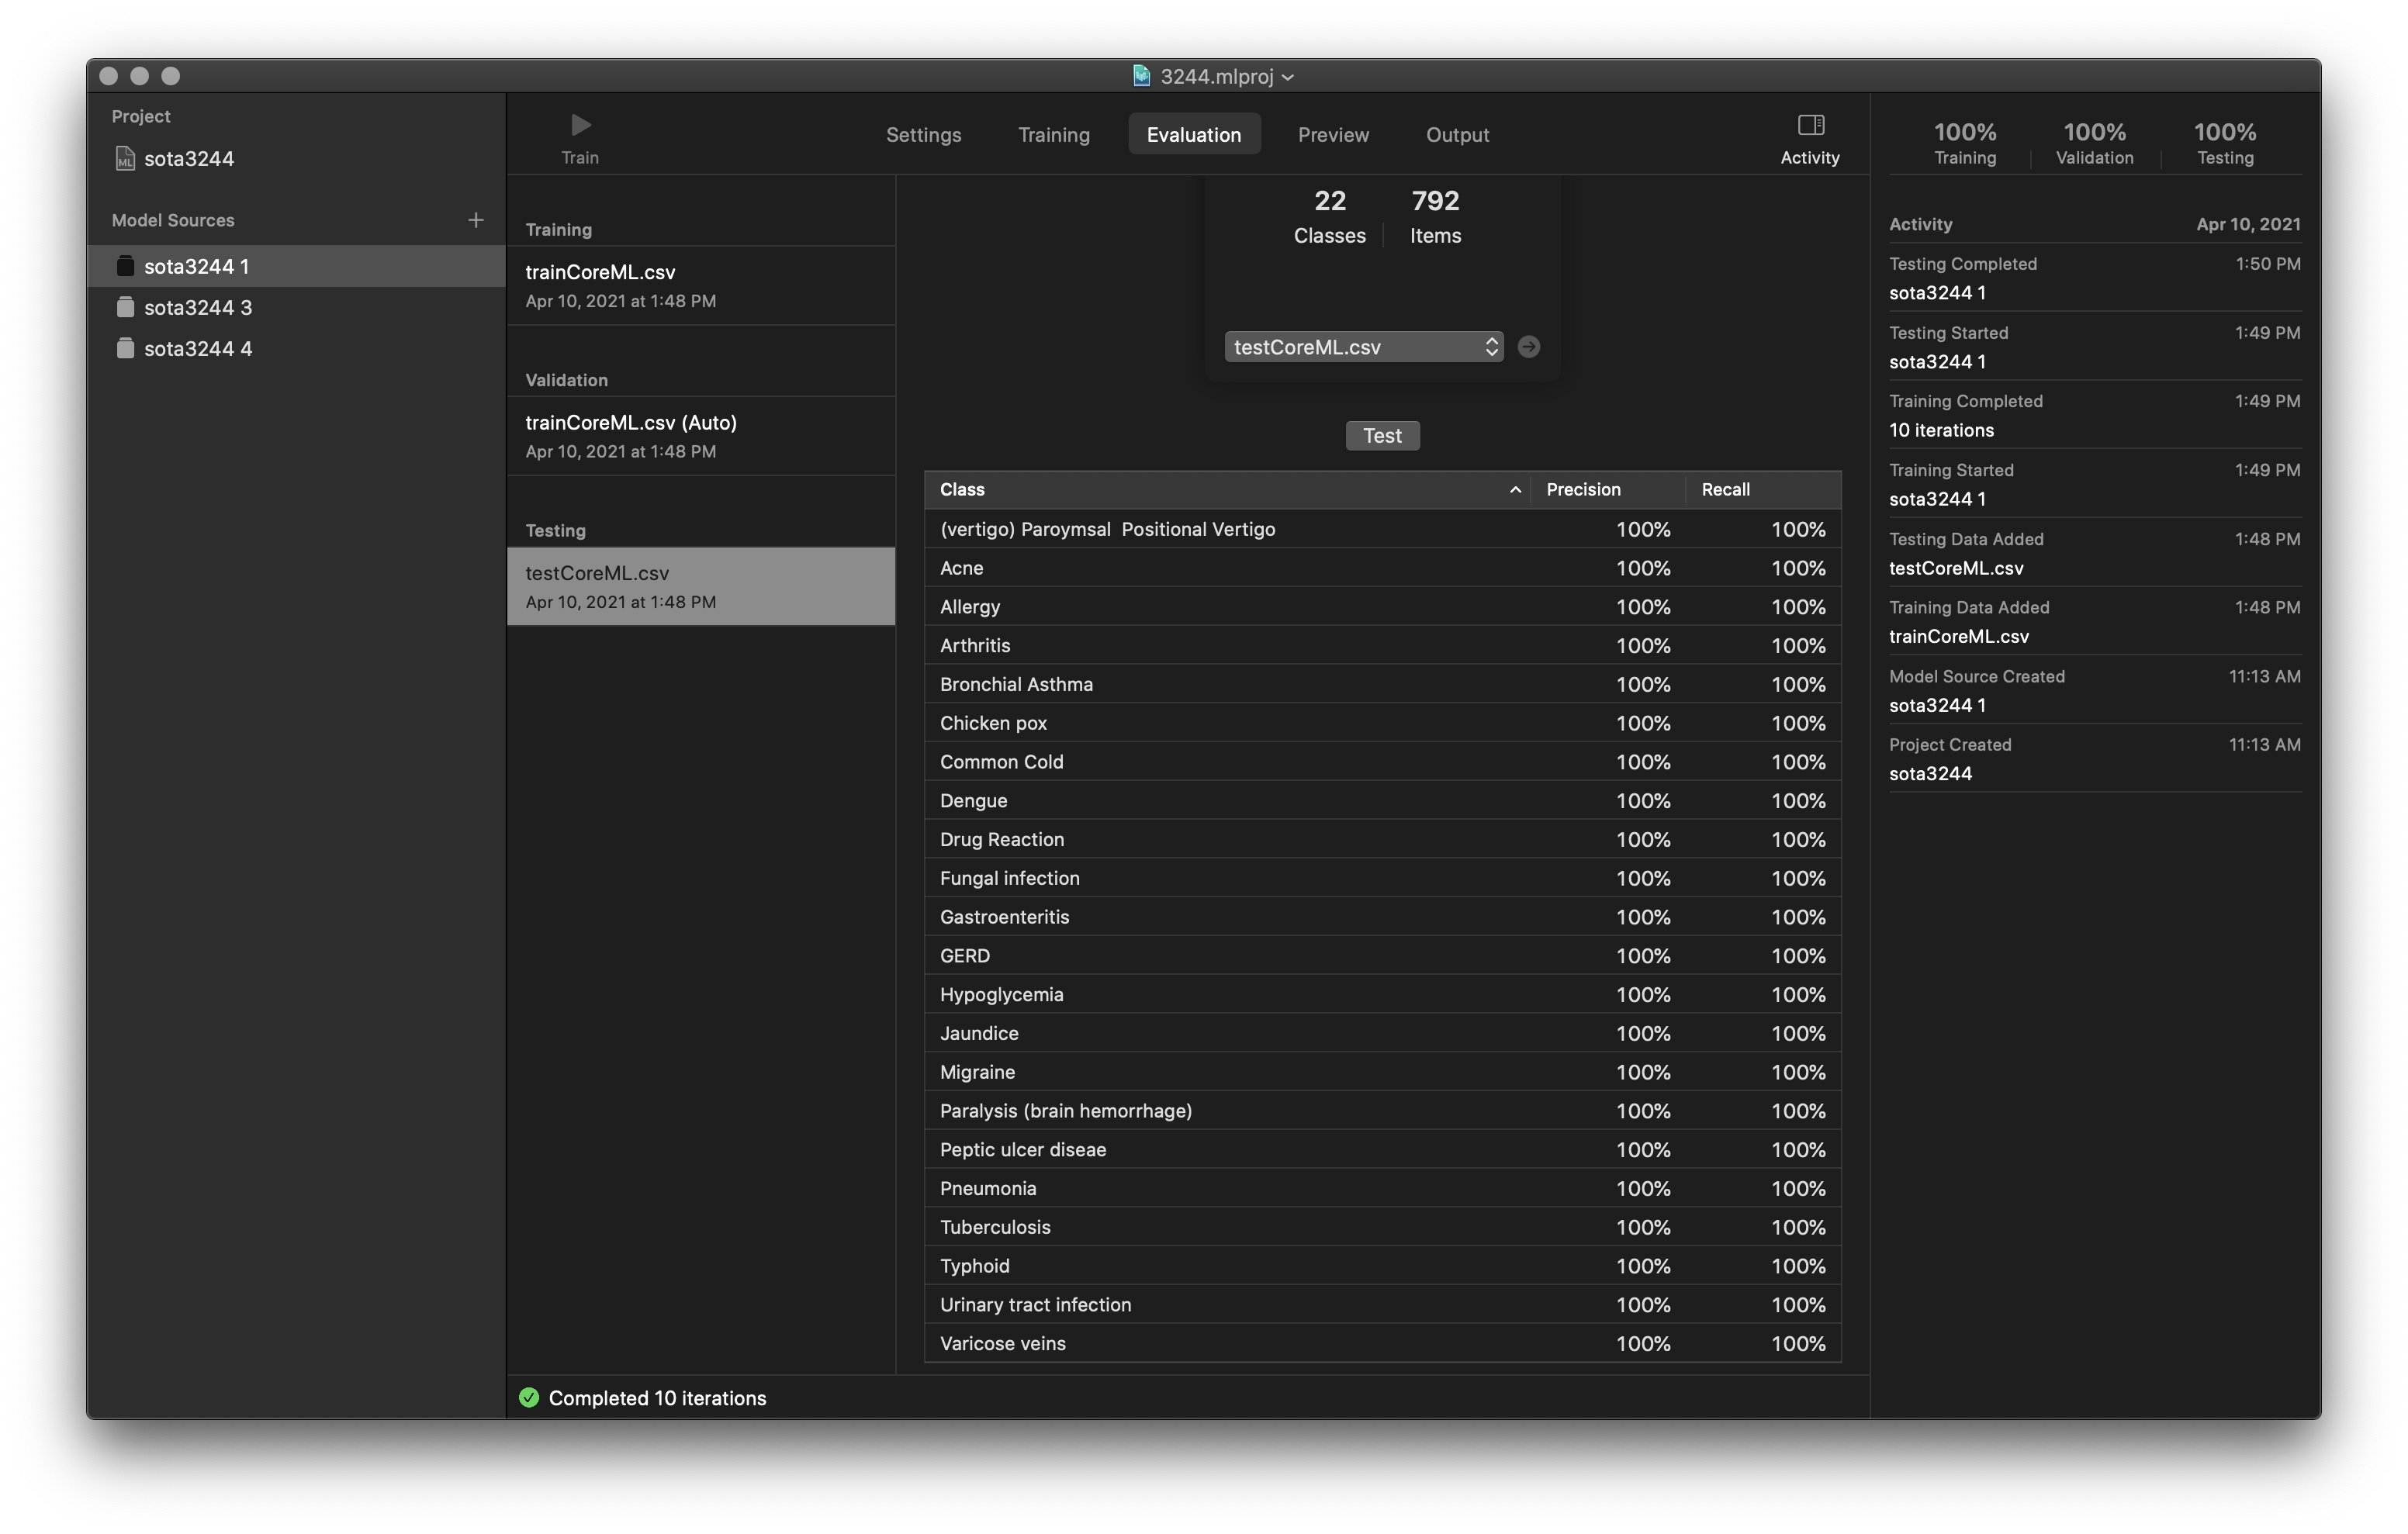 3244.mlproj
Project
sota3244
Model Sources
sota3244 1
sota3244 3
sota3244 4
Train
Settings
Training
Evaluation
Preview
Output
Activity
Training
trainCoreML.csv
Apr 10, 2021 at 1:48 PM
Validation
trainCoreML.csv (Auto)
Apr 10, 2021 at 1:48 PM
Testing
testCoreML.csv
Apr 10, 2021 at 1:48 PM
22 792
Classes Items
testCoreML.csv
Test
Class Precision Recall
(vertigo) Paroymsal  Positional Vertigo 100% 100%
Acne 100% 100%
Allergy 100% 100%
Arthritis 100% 100%
Bronchial Asthma 100% 100%
Chicken pox 100% 100%
Common Cold 100% 100%
Dengue 100% 100%
Drug Reaction 100% 100%
Fungal infection 100% 100%
Gastroenteritis 100% 100%
GERD 100% 100%
Hypoglycemia 100% 100%
Jaundice 100% 100%
Migraine 100% 100%
Paralysis (brain hemorrhage) 100% 100%
Peptic ulcer diseae 100% 100%
Pneumonia 100% 100%
Tuberculosis 100% 100%
Typhoid 100% 100%
Urinary tract infection 100% 100%
Varicose veins 100% 100%
Completed 10 iterations
100% 100% 100%
Training Validation Testing
Activity Apr 10, 2021
Testing Completed 1:50 PM
sota3244 1
Testing Started 1:49 PM
sota3244 1
Training Completed 1:49 PM
10 iterations
Training Started 1:49 PM
sota3244 1
Testing Data Added 1:48 PM
testCoreML.csv
Training Data Added 1:48 PM
trainCoreML.csv
Model Source Created 11:13 AM
sota3244 1
Project Created 11:13 AM
sota3244